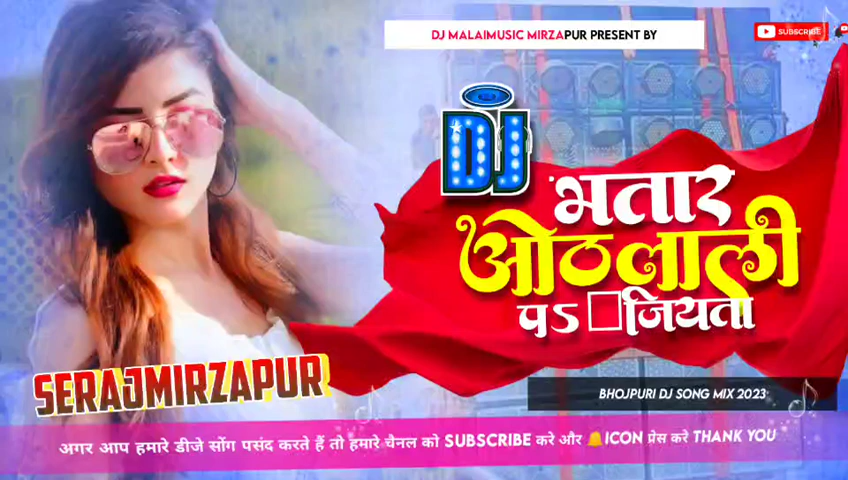 DJ MALAIMUSIC MIRZAPUR PRESENT BY
SUBSCRIBE
DJ
भतार
ओठलाली
पऽ □जियता
SERAJMIRZAPUR
BHOJPURI DJ SONG MIX 2023
अगर आप हमारे डीजे सोंग पसंद करते हैं तो हमारे चैनल को SUBSCRIBE करे और 🔔ICON प्रेस करे THANK YOU